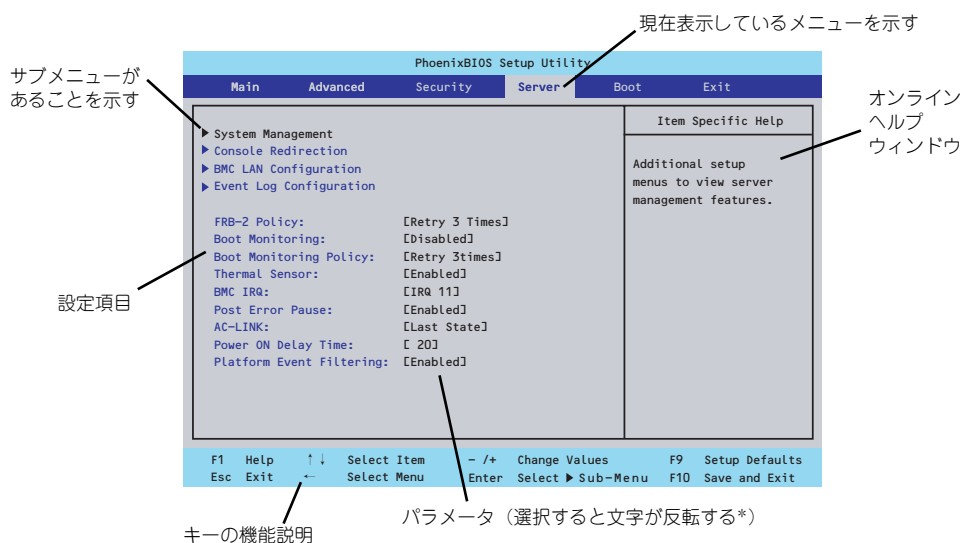 現在表示しているメニューを示す
サブメニューが
あることを示す
PhoenixBIOS Setup Utility
Main Advanced Security Server Boot Exit
オンライン
ヘルプ
ウィンドウ
Item Specific Help
▶ System Management
▶ Console Redirection
▶ BMC LAN Configuration
▶ Event Log Configuration
Additional setup
menus to view server
management features.
FRB-2 Policy: [Retry 3 Times]
Boot Monitoring: [Disabled]
Boot Monitoring Policy: [Retry 3times]
Thermal Sensor: [Enabled]
BMC IRQ: [IRQ 11]
Post Error Pause: [Enabled]
AC-LINK: [Last State]
Power ON Delay Time: [ 20]
Platform Event Filtering: [Enabled]
設定項目
F1 Help ↑↓ Select Item - /+ Change Values F9 Setup Defaults
Esc Exit ← Select Menu Enter Select ▶ Sub-Menu F10 Save and Exit
パラメータ（選択すると文字が反転する*）
キーの機能説明